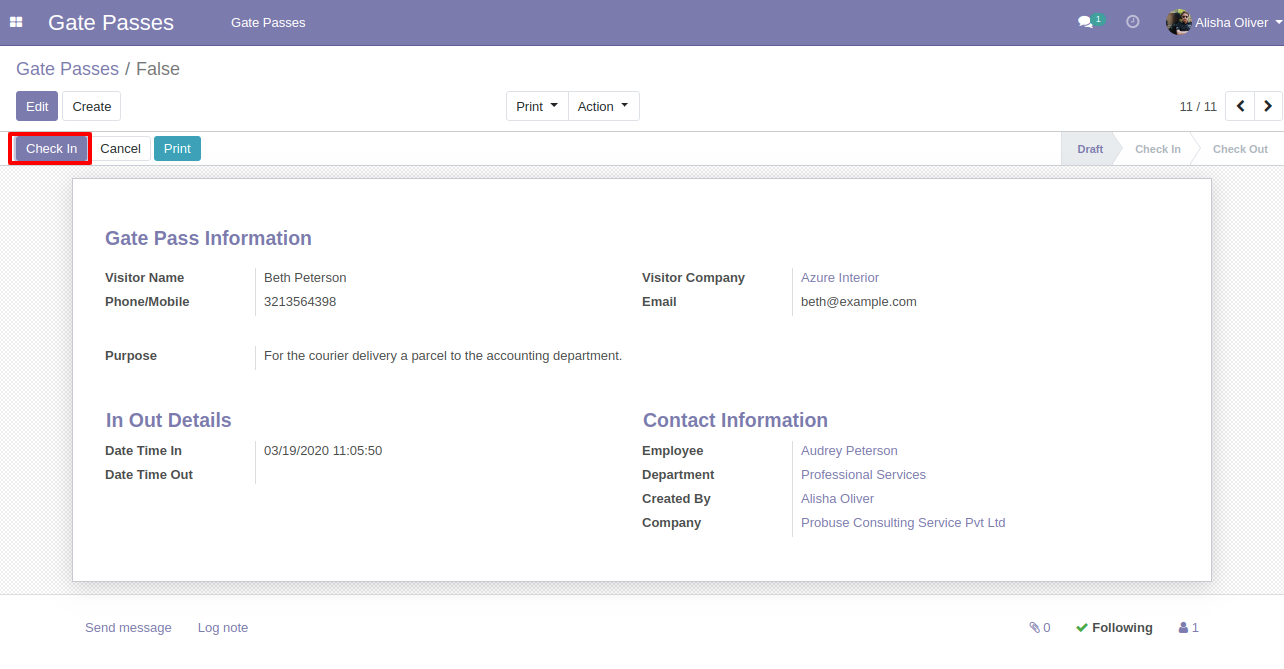 Gate Passes Gate Passes 1 Alisha Oliver
Gate Passes / False
Edit Create Print Action 11 / 11
Check In Cancel Print Draft Check In Check Out
Gate Pass Information
Visitor Name Beth Peterson Visitor Company Azure Interior
Phone/Mobile 3213564398 Email beth@example.com
Purpose For the courier delivery a parcel to the accounting department.
In Out Details Contact Information
Date Time In 03/19/2020 11:05:50 Employee Audrey Peterson
Date Time Out Department Professional Services
Created By Alisha Oliver
Company Probuse Consulting Service Pvt Ltd
Send message Log note 0 Following 1